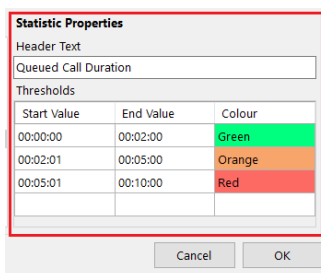 Statistic Properties
Header Text
Queued Call Duration
Thresholds
Start Value End Value Colour
00:00:00 00:02:00 Green
00:02:01 00:05:00 Orange
00:05:01 00:10:00 Red
Cancel OK